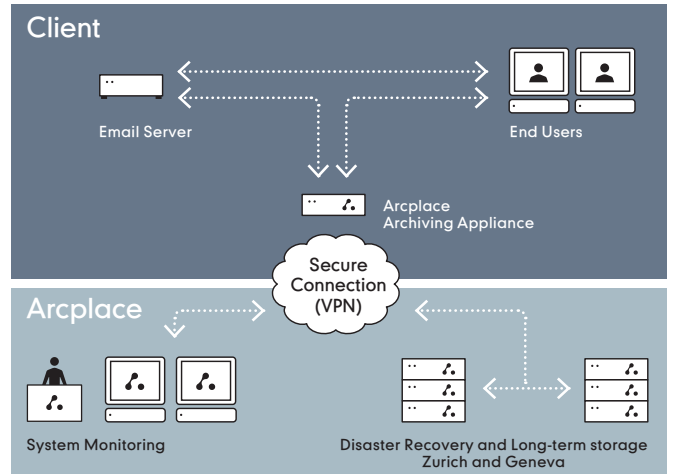 Client
Email Server
End Users
Arcplace
Archiving Appliance
Secure
Connection
(VPN)
Arcplace
System Monitoring
Disaster Recovery and Long-term storage
Zurich and Geneva